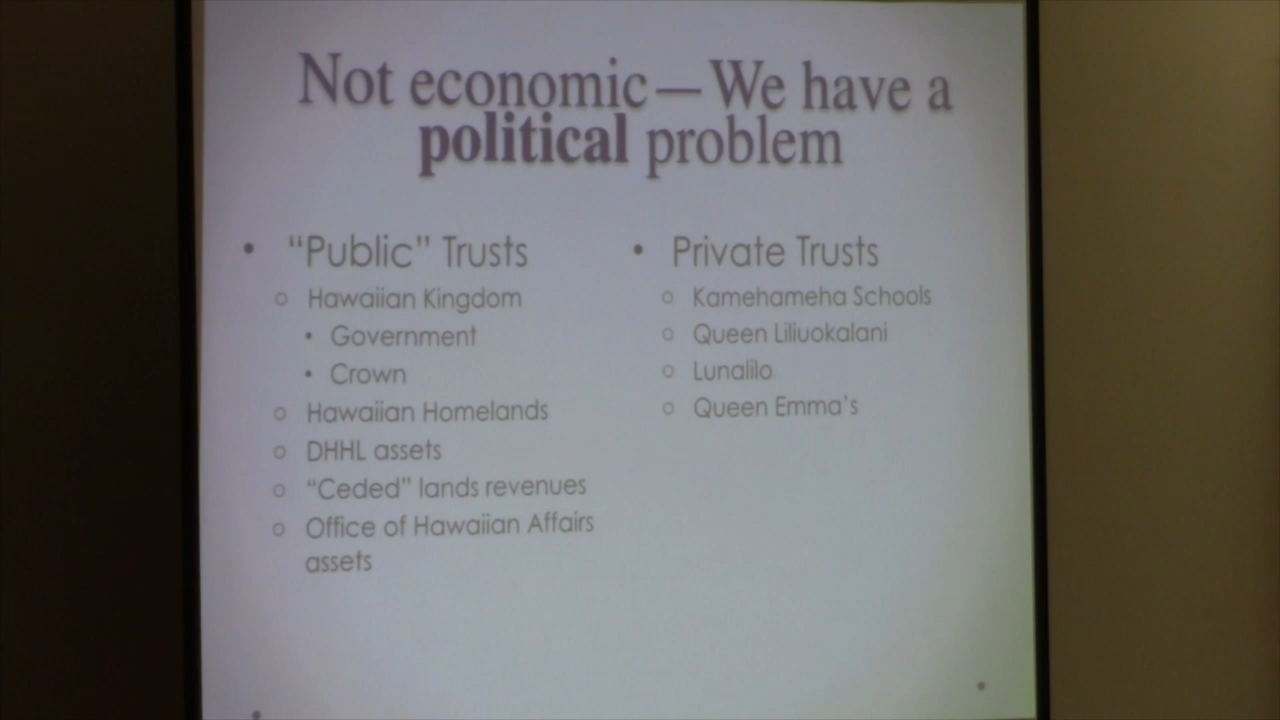 Not economic—We have a
political problem
• “Public” Trusts
○ Hawaiian Kingdom
• Government
• Crown
○ Hawaiian Homelands
○ DHHL assets
○ “Ceded” lands revenues
○ Office of Hawaiian Affairs
assets
• Private Trusts
○ Kamehameha Schools
○ Queen Liliuokalani
○ Lunalilo
○ Queen Emma’s